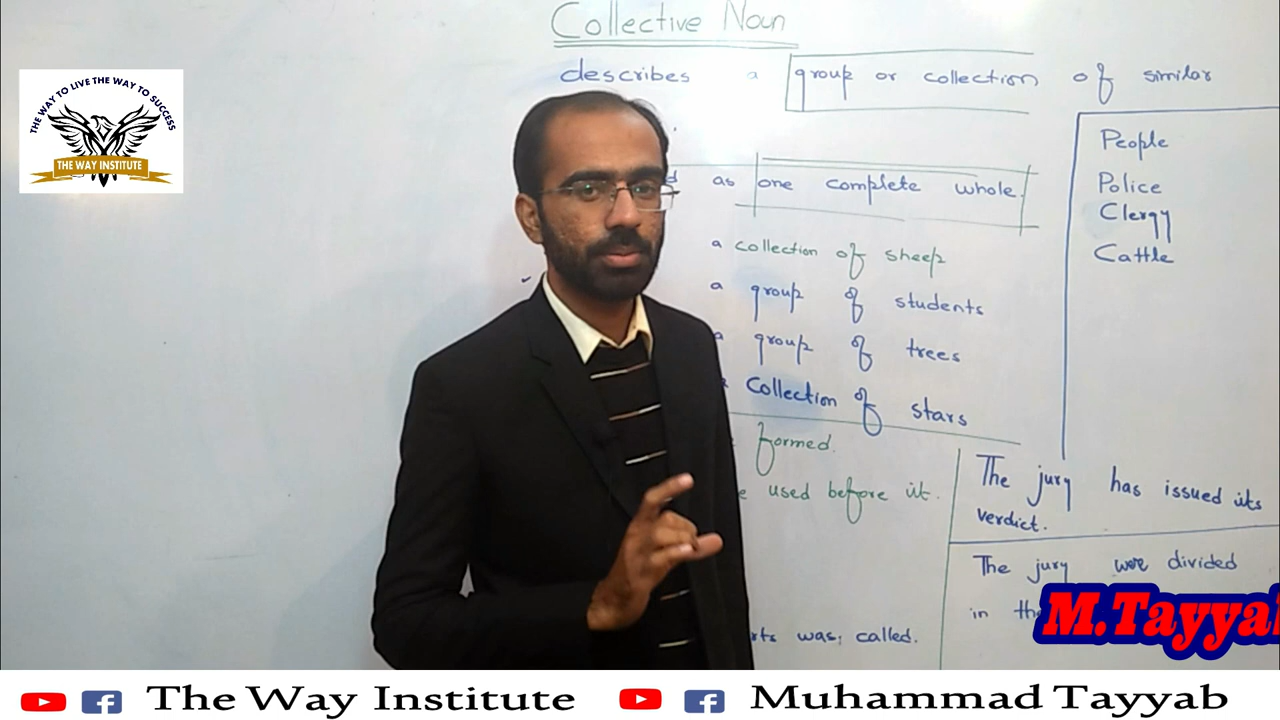 Collective Noun
describes a group or collection of similar
as one complete whole.
a collection of sheep
a group of students
a group of trees
Collection of stars
formed.
used before it.
was called.
People
Police
Clergy
Cattle
The jury has issued its
verdict.
The jury were divided
in
M.Tayya
THE WAY TO LIVE THE WAY TO SUCCESS
THE WAY INSTITUTE
The Way Institute Muhammad Tayyab